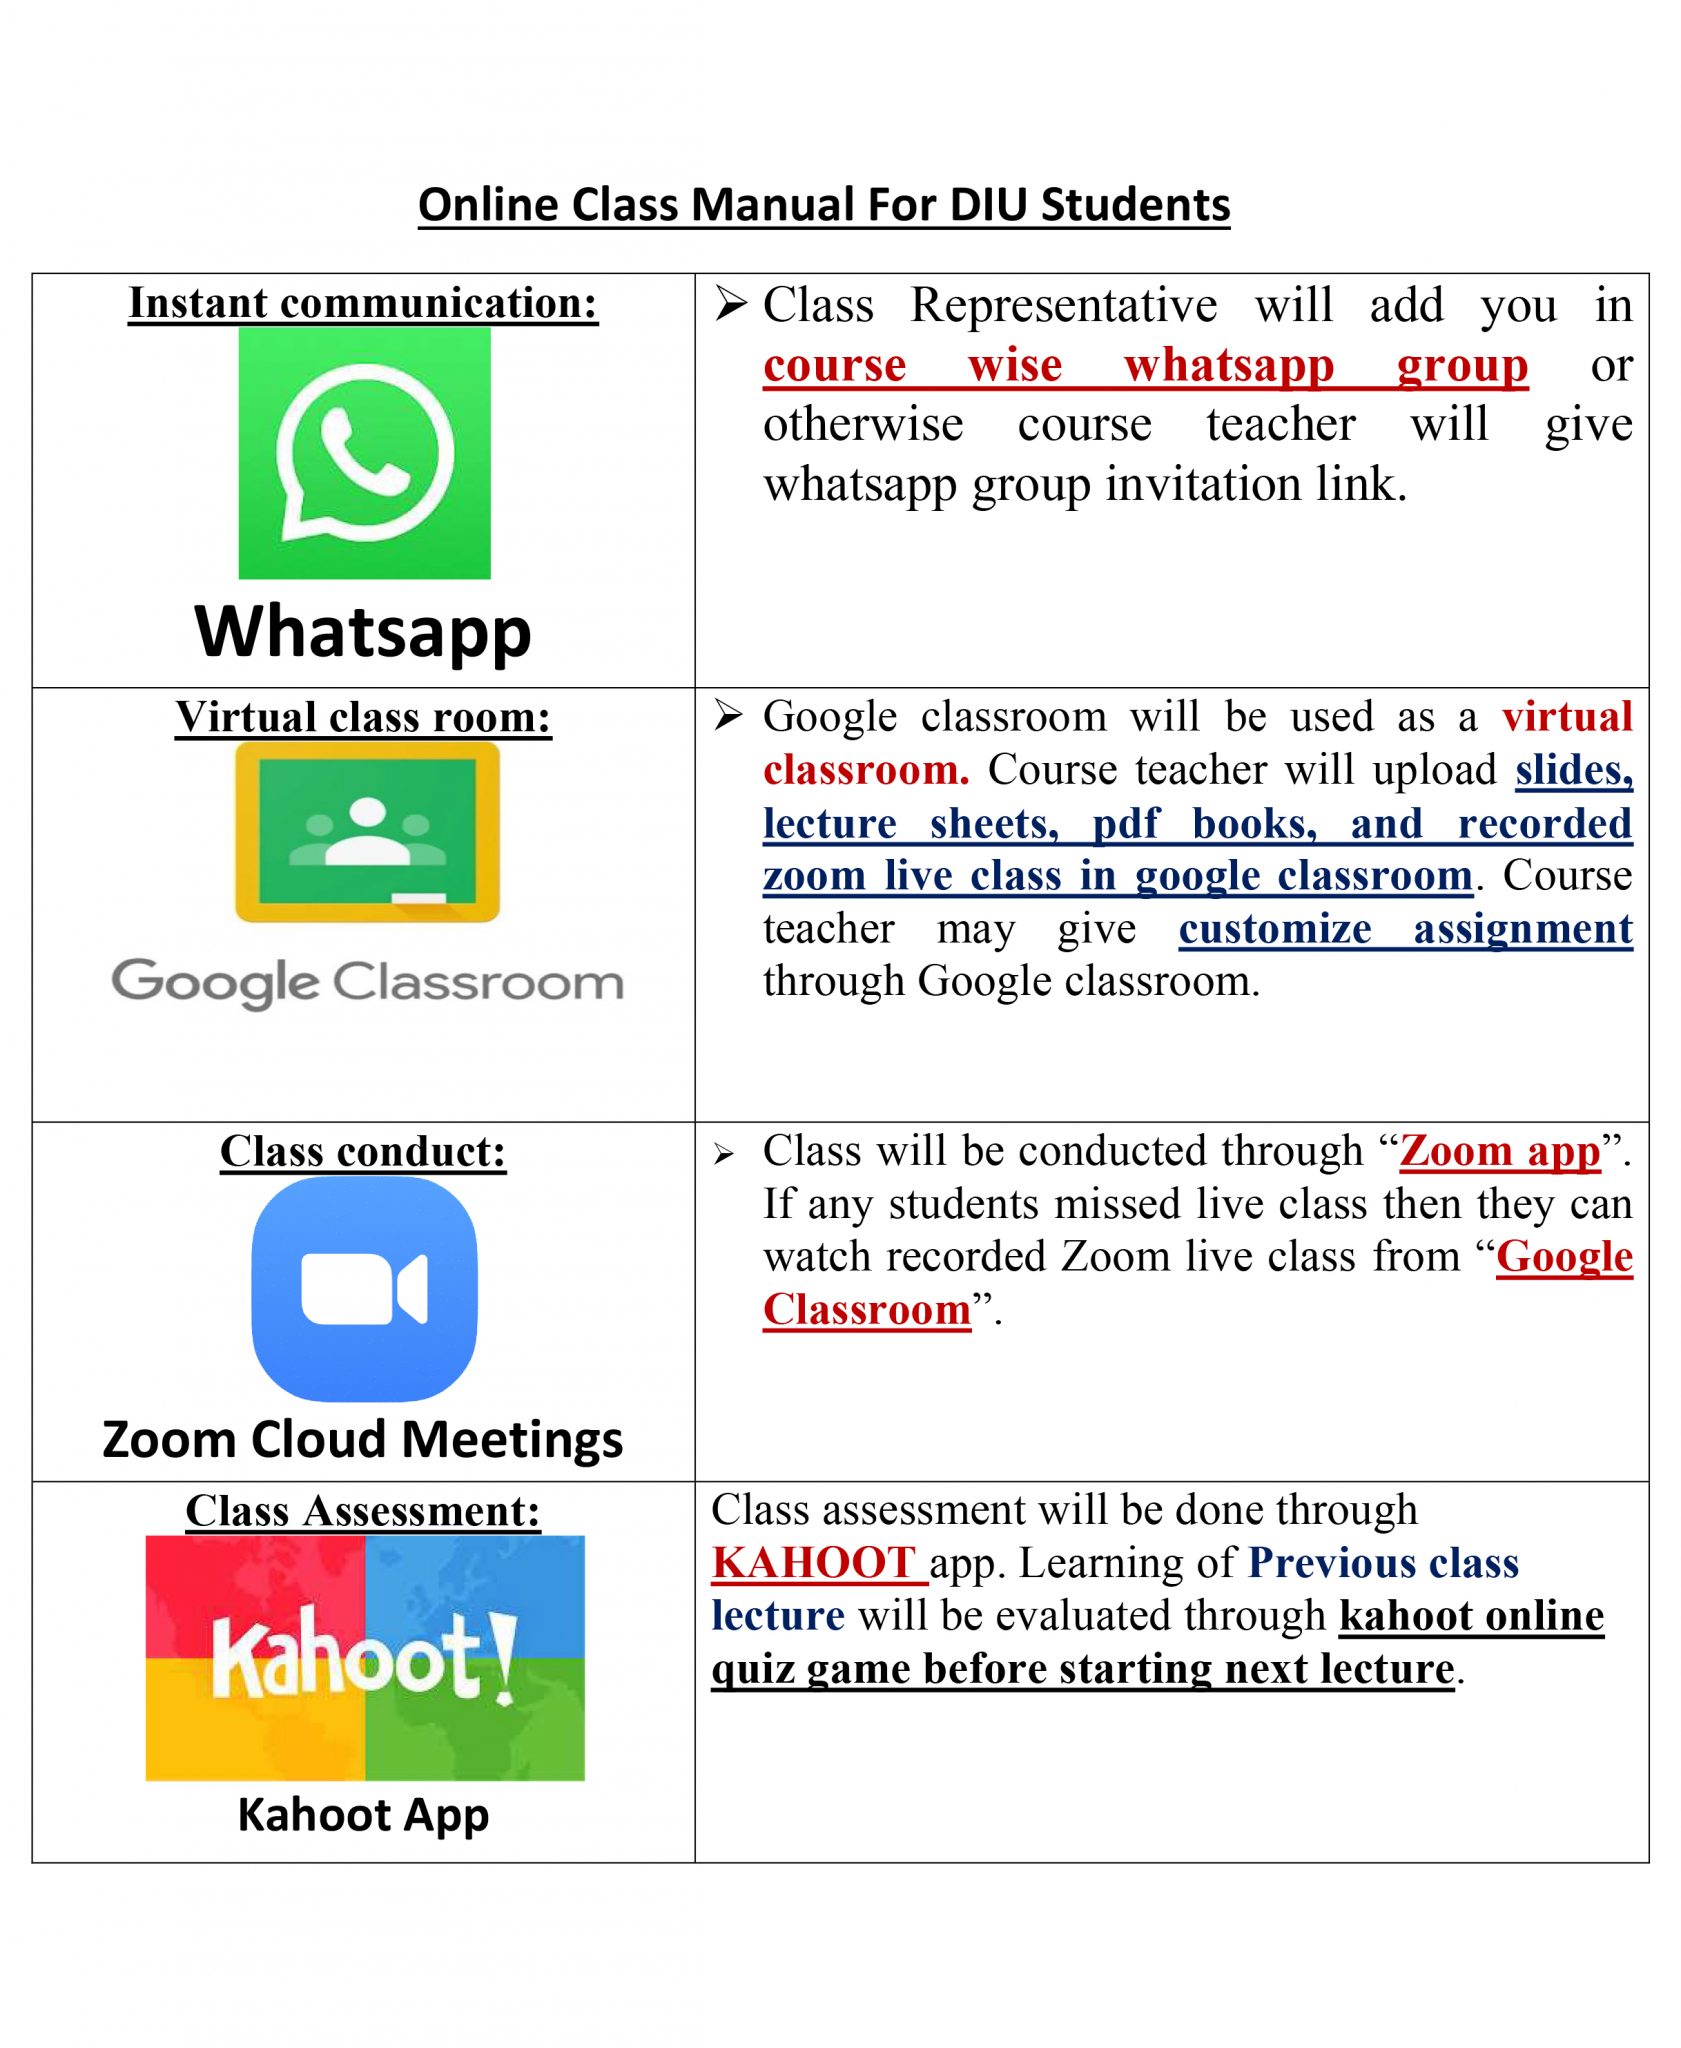 Online Class Manual For DIU Students
Instant communication:
Whatsapp
➢ Class Representative will add you in
course wise whatsapp group or
otherwise course teacher will give
whatsapp group invitation link.
Virtual class room:
Google Classroom
➢ Google classroom will be used as a virtual
classroom. Course teacher will upload slides,
lecture sheets, pdf books, and recorded
zoom live class in google classroom. Course
teacher may give customize assignment
through Google classroom.
Class conduct:
Zoom Cloud Meetings
➢ Class will be conducted through “Zoom app”.
If any students missed live class then they can
watch recorded Zoom live class from “Google
Classroom”.
Class Assessment:
Kahoot!
Kahoot App
Class assessment will be done through
KAHOOT app. Learning of Previous class
lecture will be evaluated through kahoot online
quiz game before starting next lecture.